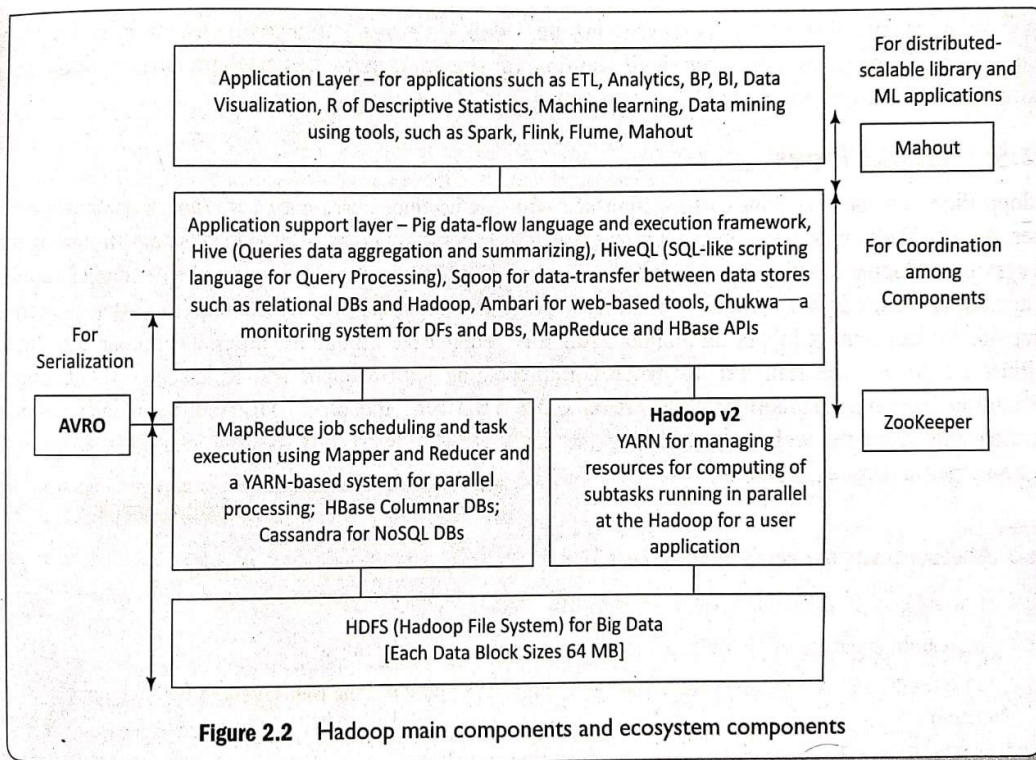 Application Layer – for applications such as ETL, Analytics, BP, BI, Data
Visualization, R of Descriptive Statistics, Machine learning, Data mining
using tools, such as Spark, Flink, Flume, Mahout
For distributed-
scalable library and
ML applications
Mahout
Application support layer – Pig data-flow language and execution framework,
Hive (Queries data aggregation and summarizing), HiveQL (SQL-like scripting
language for Query Processing), Sqoop for data-transfer between data stores
such as relational DBs and Hadoop, Ambari for web-based tools, Chukwa—a
monitoring system for DFs and DBs, MapReduce and HBase APIs
For Coordination
among
Components
ZooKeeper
For
Serialization
AVRO
MapReduce job scheduling and task
execution using Mapper and Reducer and
a YARN-based system for parallel
processing; HBase Columnar DBs;
Cassandra for NoSQL DBs
Hadoop v2
YARN for managing
resources for computing of
subtasks running in parallel
at the Hadoop for a user
application
HDFS (Hadoop File System) for Big Data
[Each Data Block Sizes 64 MB]
Figure 2.2 Hadoop main components and ecosystem components